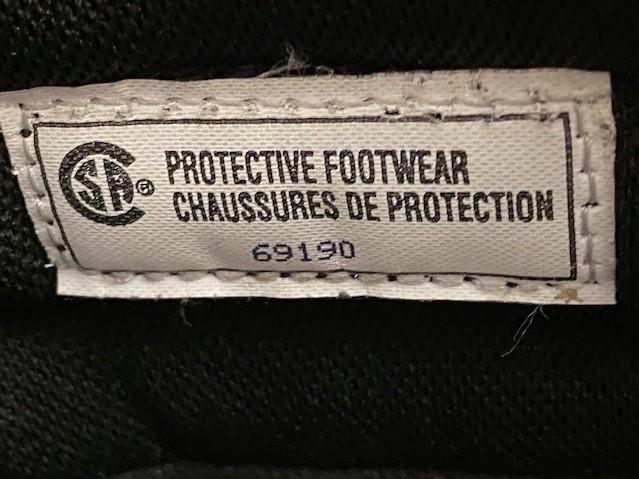 CSA® PROTECTIVE FOOTWEAR
CHAUSSURES DE PROTECTION
69190